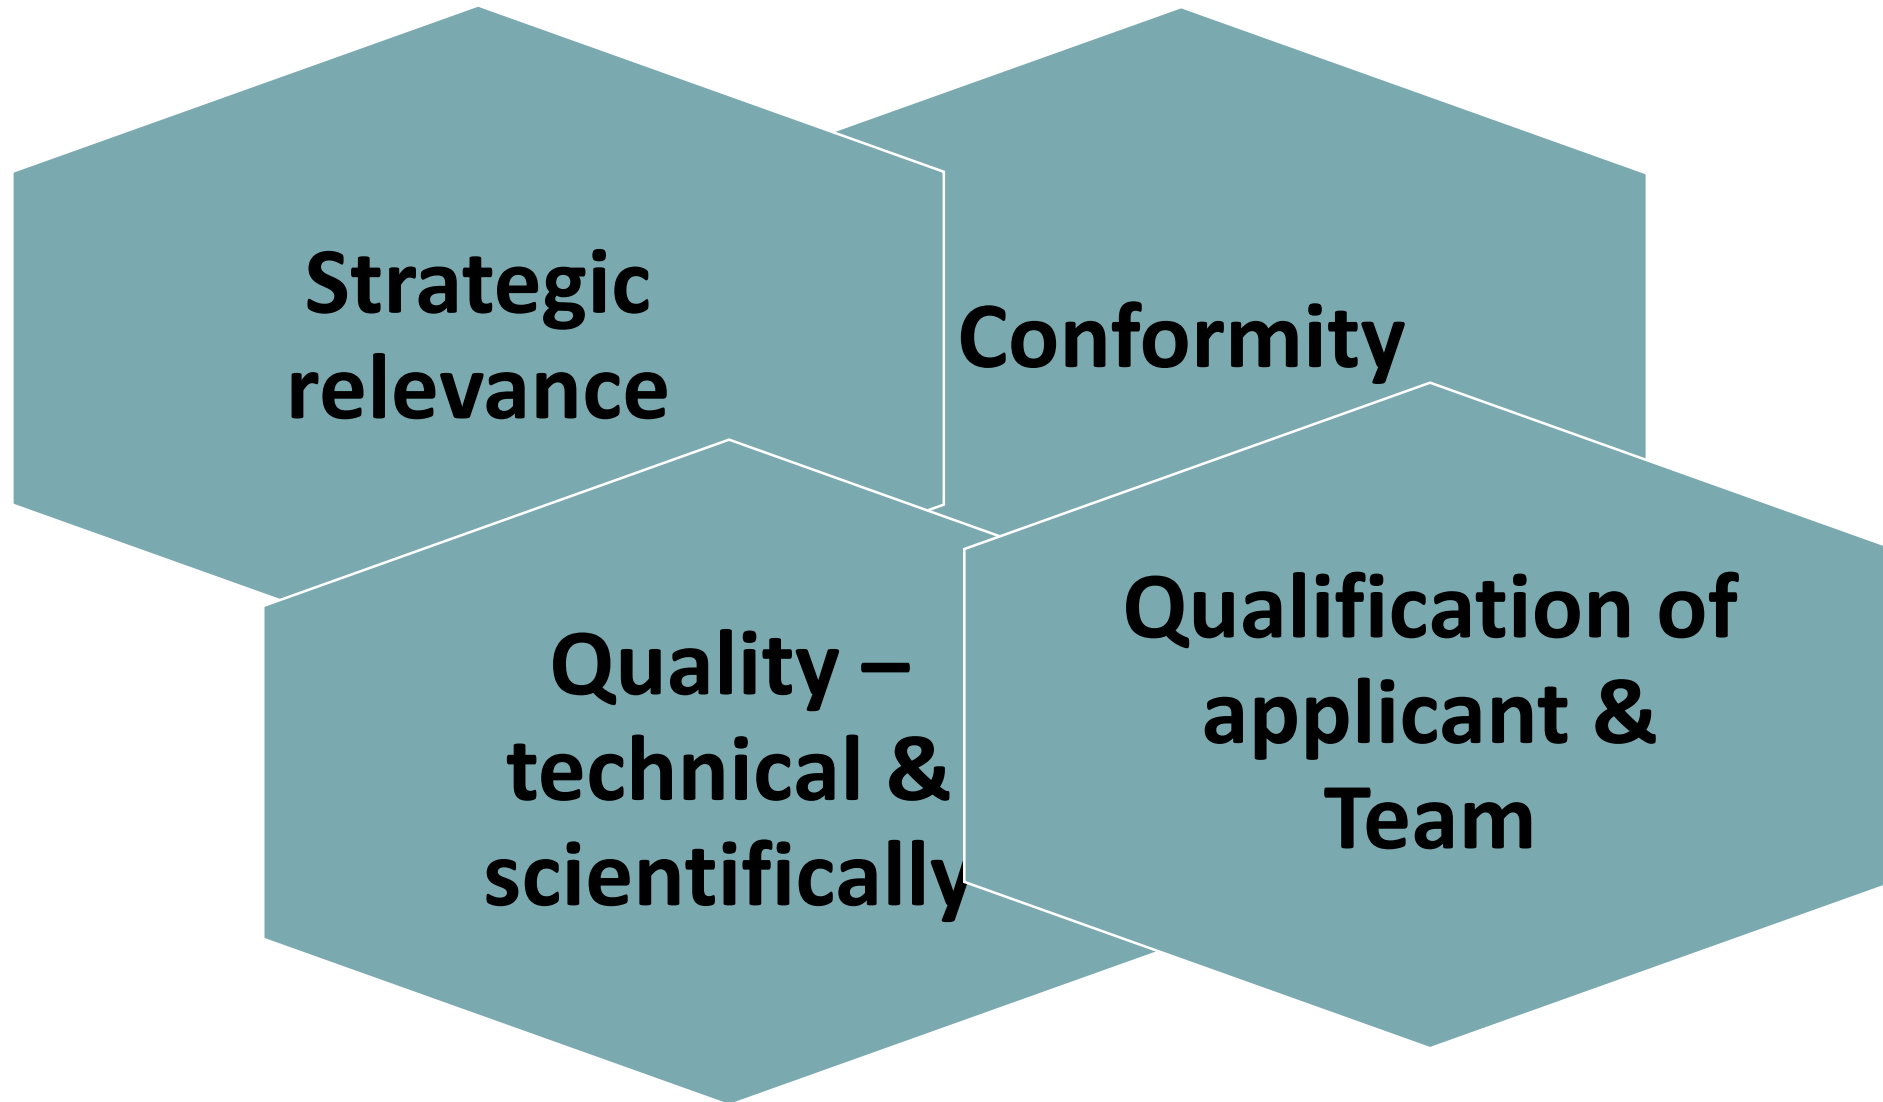 Strategic
relevance
Conformity
Quality –
technical &
scientifically
Qualification of
applicant &
Team